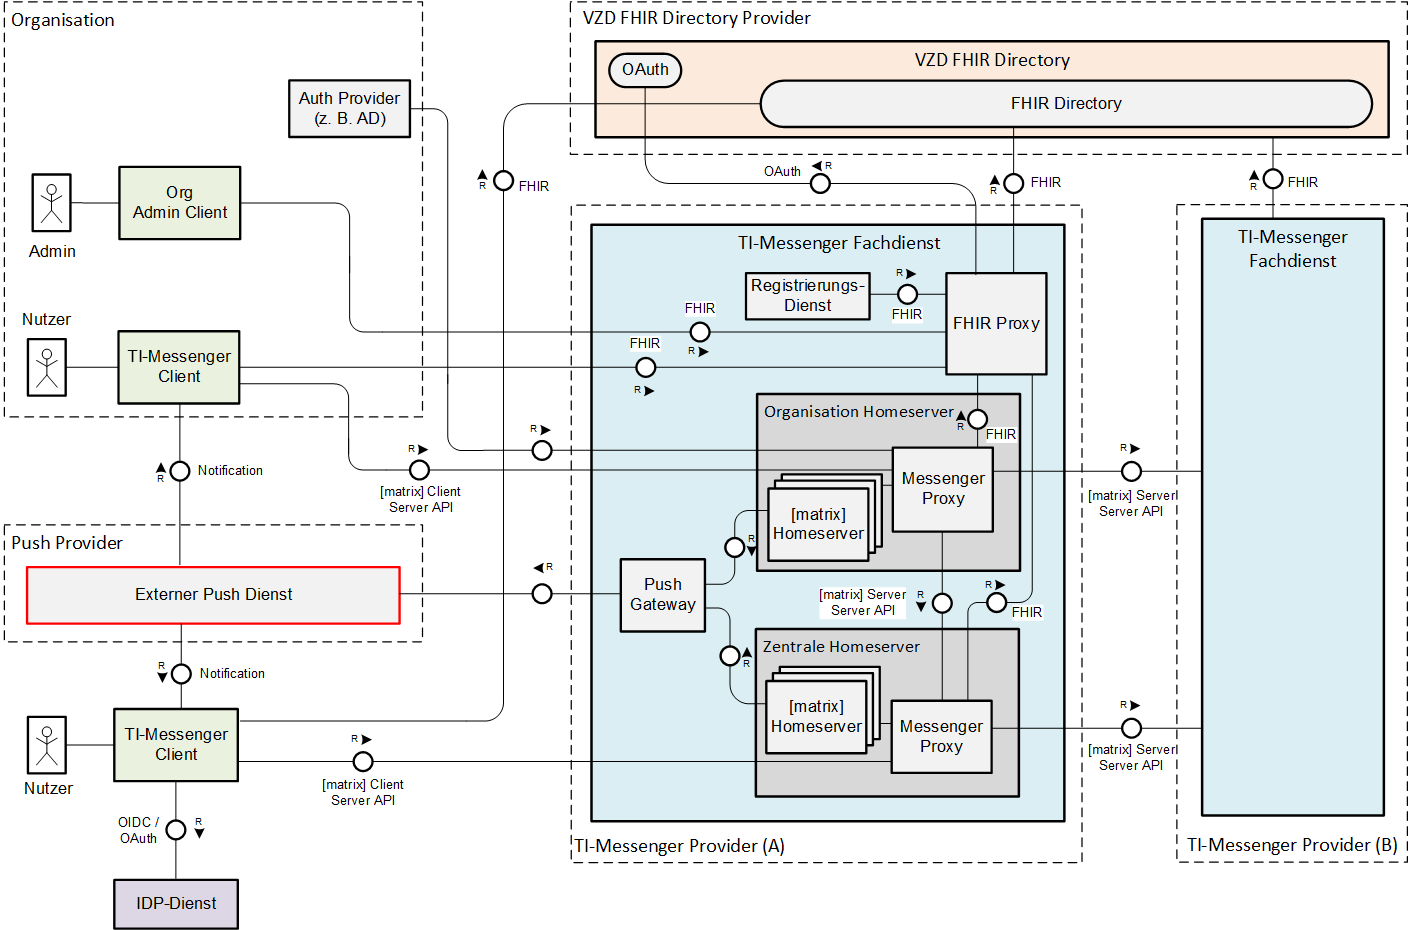 Organisation
VZD FHIR Directory Provider
VZD FHIR Directory
OAuth
FHIR Directory
Auth Provider
(z. B. AD)
R
OAuth
R
FHIR
R
FHIR
R
FHIR
Org
Admin Client
Admin
TI-Messenger Fachdienst
TI-Messenger
Fachdienst
Registrierungs-
Dienst
R
FHIR
FHIR Proxy
FHIR
R
FHIR
R
Nutzer
TI-Messenger
Client
Organisation Homeserver
R
FHIR
R
R
[matrix] Client
Server API
Messenger
Proxy
[matrix]
Homeserver
R
[matrix] Server
Server API
R
Notification
Push Provider
Externer Push Dienst
R
Push
Gateway
R
[matrix] Server
Server API
R
R
FHIR
Zentrale Homeserver
R
[matrix]
Homeserver
Messenger
Proxy
R
[matrix] Server
Server API
R
Notification
TI-Messenger
Client
Nutzer
R
[matrix] Client
Server API
OIDC /
OAuth
R
IDP-Dienst
TI-Messenger Provider (A)
TI-Messenger Provider (B)